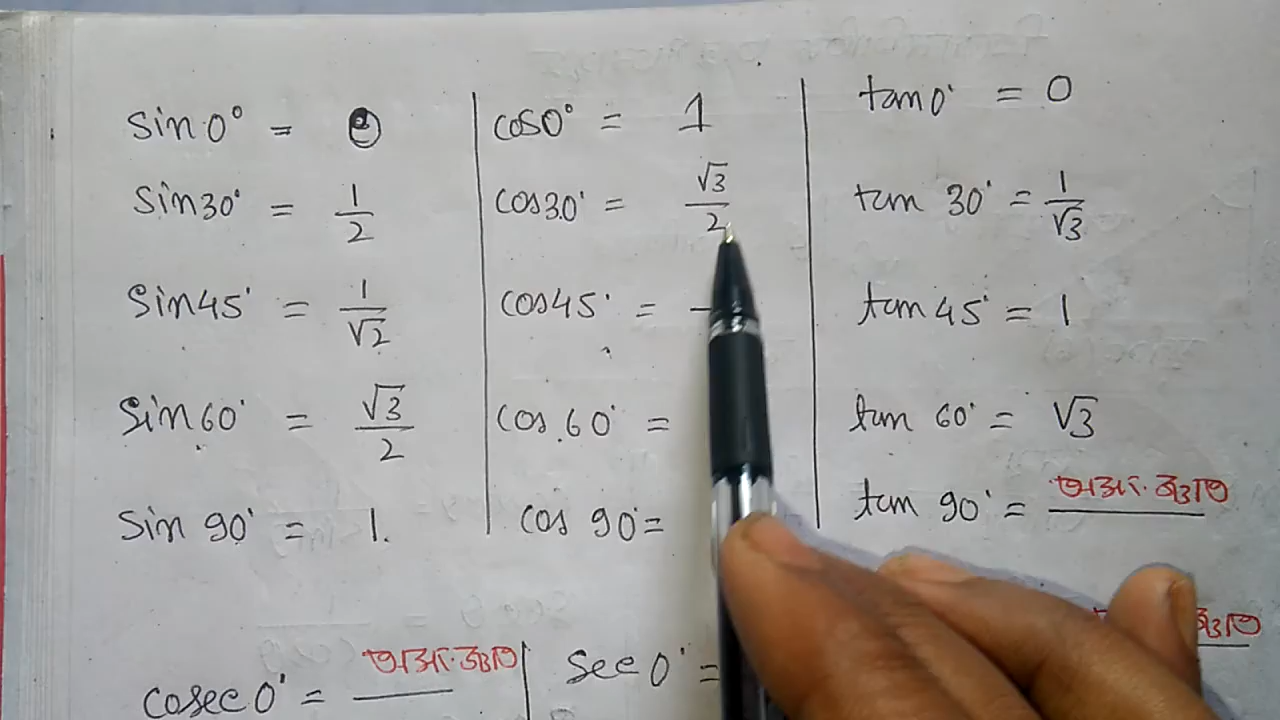 sin 0° = 0
sin 30° = 1/2
sin 45° = 1/√2
sin 60° = √3/2
sin 90° = 1.
cos 0° = 1
cos 30° = √3/2
cos 45° =
cos 60° =
cos 90° =
tan 0° = 0
tan 30° = 1/√3
tan 45° = 1
tan 60° = √3
tan 90° =
cosec 0° =
sec 0° =